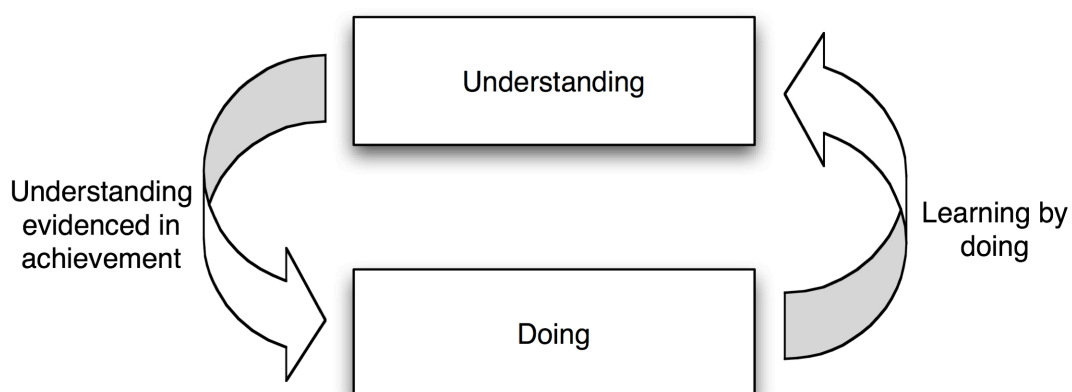 Understanding
Understanding
evidenced in
achievement
Learning by
doing
Doing